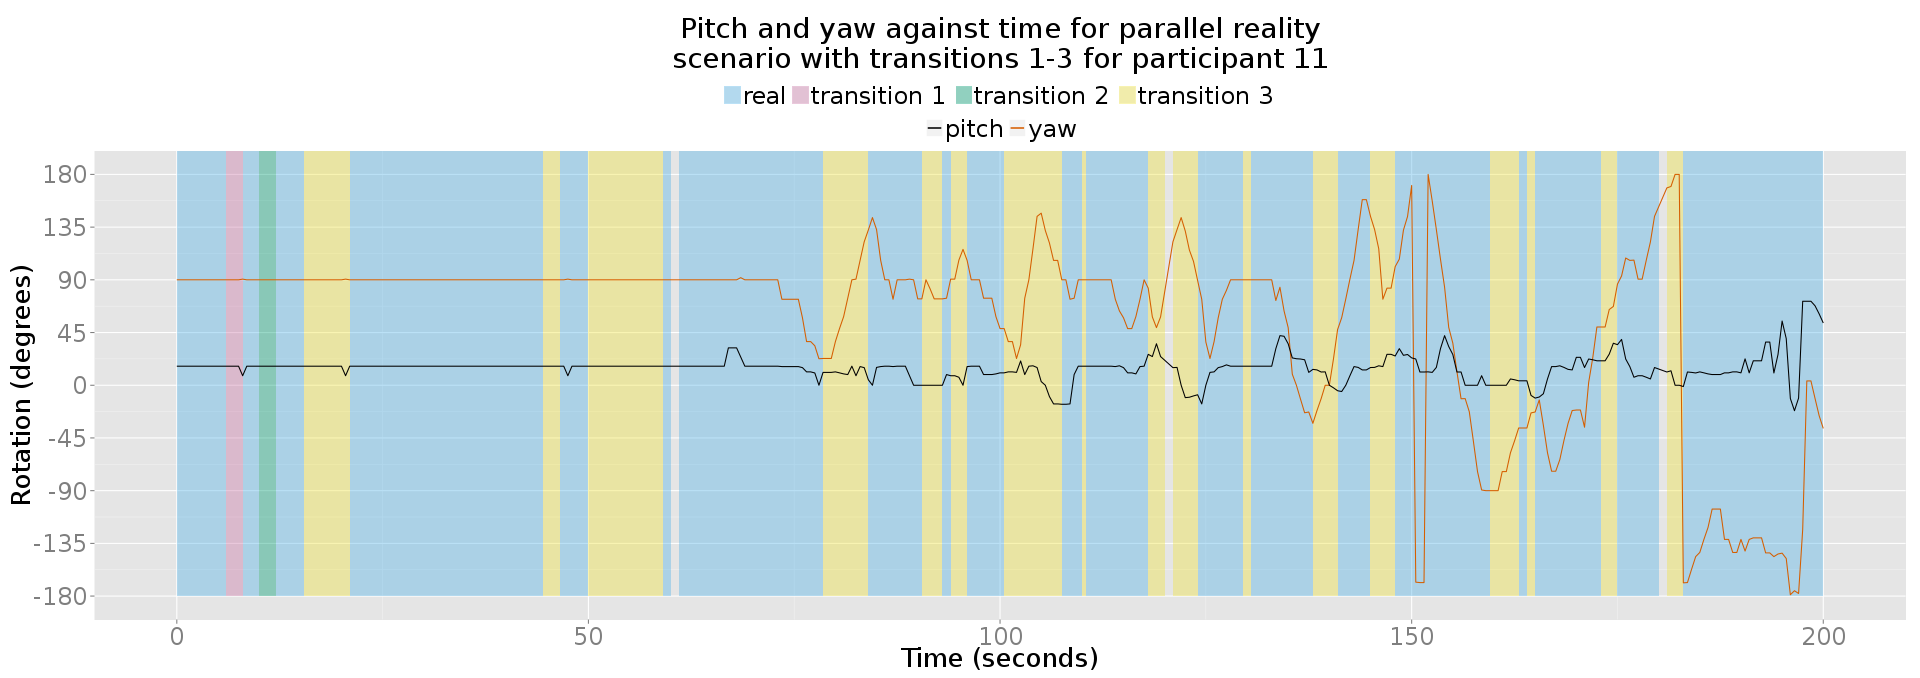 Pitch and yaw against time for parallel reality
scenario with transitions 1-3 for participant 11
real transition 1 transition 2 transition 3
pitch yaw
Rotation (degrees)
180
135
90
45
0
-45
-90
-135
-180
0 50 100 150 200
Time (seconds)